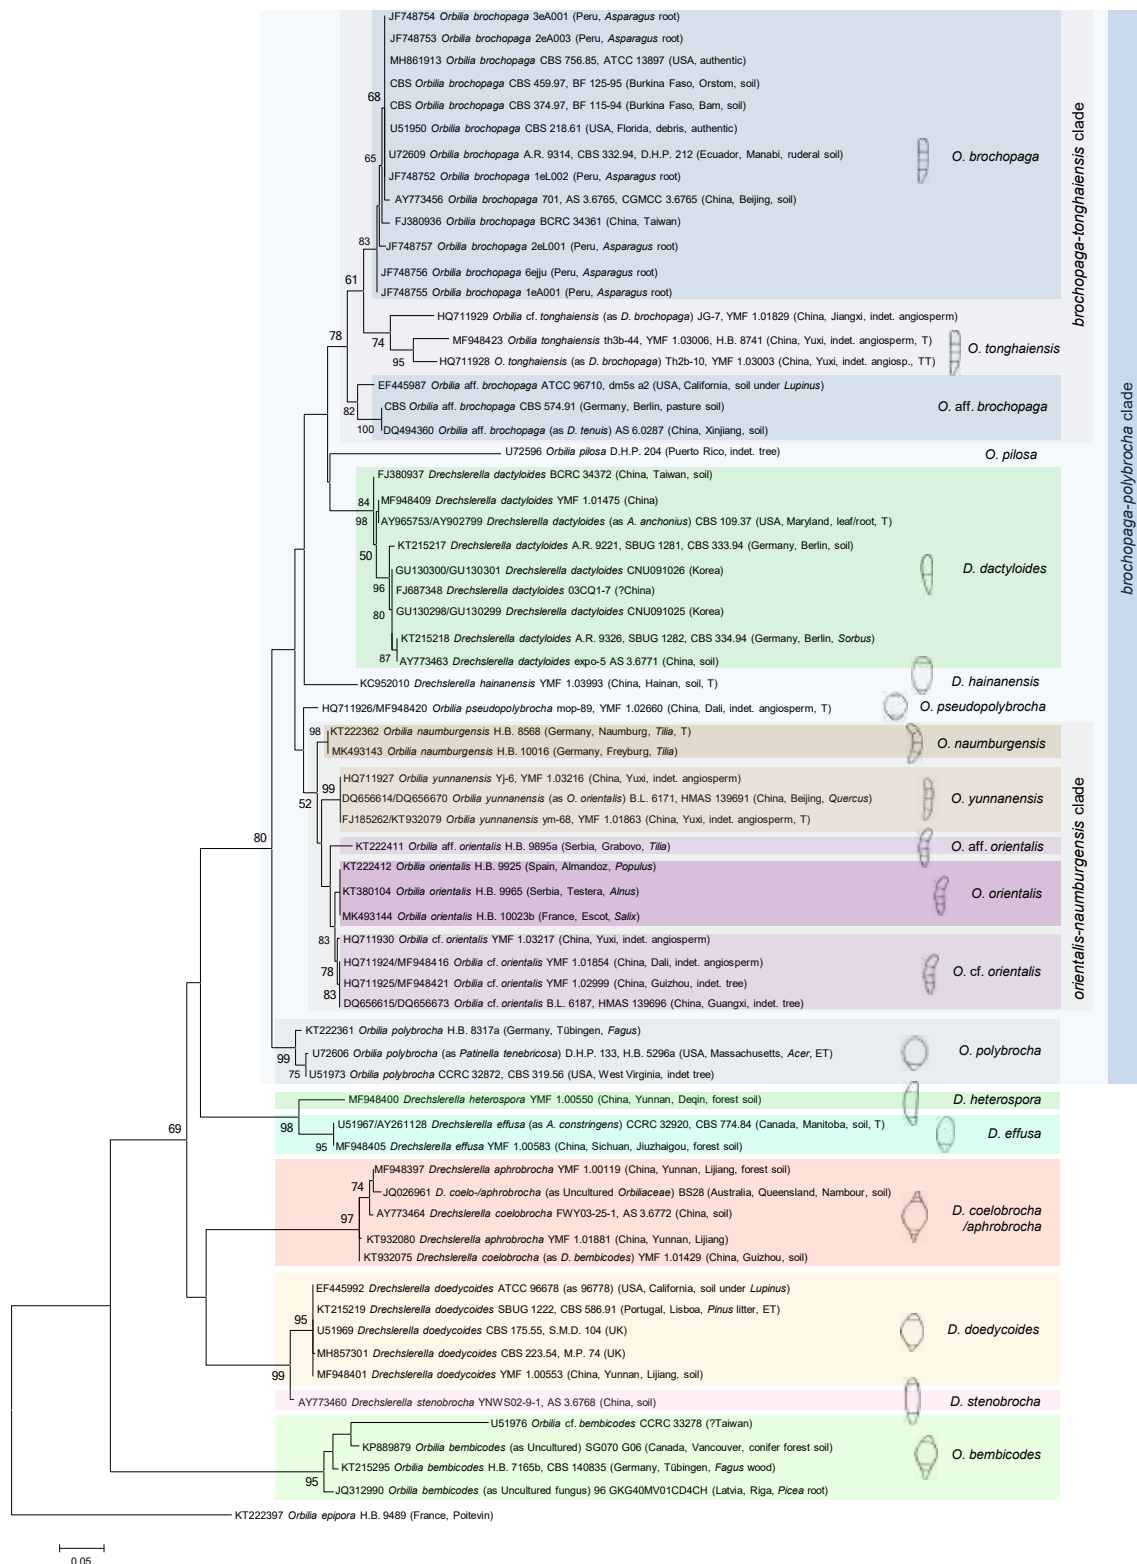 JF748754 Orbilia brochopaga 3eA001 (Peru, Asparagus root)
JF748753 Orbilia brochopaga 2eA003 (Peru, Asparagus root)
MH861913 Orbilia brochopaga CBS 756.85, ATCC 13897 (USA, authentic)
CBS Orbilia brochopaga CBS 459.97, BF 125-95 (Burkina Faso, Orstom, soil)
68
CBS Orbilia brochopaga CBS 374.97, BF 115-94 (Burkina Faso, Bam, soil)
U51950 Orbilia brochopaga CBS 218.61 (USA, Florida, debris, authentic)
65
U72609 Orbilia brochopaga A.R. 9314, CBS 332.94, D.H.P. 212 (Ecuador, Manabi, ruderal soil)
O. brochopaga
JF748752 Orbilia brochopaga 1eL002 (Peru, Asparagus root)
AY773456 Orbilia brochopaga 701, AS 3.6765, CGMCC 3.6765 (China, Beijing, soil)
FJ380936 Orbilia brochopaga BCRC 34361 (China, Taiwan)
83
JF748757 Orbilia brochopaga 2eL001 (Peru, Asparagus root)
JF748756 Orbilia brochopaga 6ejju (Peru, Asparagus root)
61
JF748755 Orbilia brochopaga 1eA001 (Peru, Asparagus root)
brochopaga-tonghaiensis clade
HQ711929 Orbilia cf. tonghaiensis (as D. brochopaga) JG-7, YMF 1.01829 (China, Jiangxi, indet. angiosperm)
78
74
MF948423 Orbilia tonghaiensis th3b-44, YMF 1.03006, H.B. 8741 (China, Yuxi, indet. angiosperm, T)
O. tonghaiensis
95
HQ711928 O. tonghaiensis (as D. brochopaga) Th2b-10, YMF 1.03003 (China, Yuxi, indet. angiosp., TT)
EF445987 Orbilia aff. brochopaga ATCC 96710, dm5s a2 (USA, California, soil under Lupinus)
82
CBS Orbilia aff. brochopaga CBS 574.91 (Germany, Berlin, pasture soil)
O. aff. brochopaga
100
DQ494360 Orbilia aff. brochopaga (as D. tenuis) AS 6.0287 (China, Xinjiang, soil)
U72596 Orbilia pilosa D.H.P. 204 (Puerto Rico, indet. tree)
O. pilosa
brochopaga-polybrocha clade
FJ380937 Drechslerella dactyloides BCRC 34372 (China, Taiwan, soil)
84
MF948409 Drechslerella dactyloides YMF 1.01475 (China)
98
AY965753/AY902799 Drechslerella dactyloides (as A. anchonius) CBS 109.37 (USA, Maryland, leaf/root, T)
50
KT215217 Drechslerella dactyloides A.R. 9221, SBUG 1281, CBS 333.94 (Germany, Berlin, soil)
GU130300/GU130301 Drechslerella dactyloides CNU091026 (Korea)
D. dactyloides
96
FJ687348 Drechslerella dactyloides 03CQ1-7 (?China)
80
GU130298/GU130299 Drechslerella dactyloides CNU091025 (Korea)
KT215218 Drechslerella dactyloides A.R. 9326, SBUG 1282, CBS 334.94 (Germany, Berlin, Sorbus)
87
AY773463 Drechslerella dactyloides expo-5 AS 3.6771 (China, soil)
KC952010 Drechslerella hainanensis YMF 1.03993 (China, Hainan, soil, T)
D. hainanensis
HQ711926/MF948420 Orbilia pseudopolybrocha mop-89, YMF 1.02660 (China, Dali, indet. angiosperm, T)
O. pseudopolybrocha
98
KT222362 Orbilia naumburgensis H.B. 8568 (Germany, Naumburg, Tilia, T)
O. naumburgensis
MK493143 Orbilia naumburgensis H.B. 10016 (Germany, Freyburg, Tilia)
HQ711927 Orbilia yunnanensis Yj-6, YMF 1.03216 (China, Yuxi, indet. angiosperm)
99
52
DQ656614/DQ656670 Orbilia yunnanensis (as O. orientalis) B.L. 6171, HMAS 139691 (China, Beijing, Quercus)
O. yunnanensis
FJ185262/KT932079 Orbilia yunnanensis ym-68, YMF 1.01863 (China, Yuxi, indet. angiosperm, T)
orientalis-naumburgensis clade
80
KT222411 Orbilia aff. orientalis H.B. 9895a (Serbia, Grabovo, Tilia)
O. aff. orientalis
KT222412 Orbilia orientalis H.B. 9925 (Spain, Almandoz, Populus)
KT380104 Orbilia orientalis H.B. 9965 (Serbia, Testera, Alnus)
O. orientalis
MK493144 Orbilia orientalis H.B. 10023b (France, Escot, Salix)
83
HQ711930 Orbilia cf. orientalis YMF 1.03217 (China, Yuxi, indet. angiosperm)
HQ711924/MF948416 Orbilia cf. orientalis YMF 1.01854 (China, Dali, indet. angiosperm)
78
O. cf. orientalis
HQ711925/MF948421 Orbilia cf. orientalis YMF 1.02999 (China, Guizhou, indet. tree)
83
DQ656615/DQ656673 Orbilia cf. orientalis B.L. 6187, HMAS 139696 (China, Guangxi, indet. tree)
KT222361 Orbilia polybrocha H.B. 8317a (Germany, Tübingen, Fagus)
99
U72606 Orbilia polybrocha (as Patinella tenebricosa) D.H.P. 133, H.B. 5296a (USA, Massachusetts, Acer, ET)
O. polybrocha
75
U51973 Orbilia polybrocha CCRC 32872, CBS 319.56 (USA, West Virginia, indet tree)
MF948400 Drechslerella heterospora YMF 1.00550 (China, Yunnan, Deqin, forest soil)
D. heterospora
69
98
U51967/AY261128 Drechslerella effusa (as A. constringens) CCRC 32920, CBS 774.84 (Canada, Manitoba, soil, T)
D. effusa
95
MF948405 Drechslerella effusa YMF 1.00583 (China, Sichuan, Jiuzhaigou, forest soil)
MF948397 Drechslerella aphrobrocha YMF 1.00119 (China, Yunnan, Lijiang, forest soil)
74
JQ026961 D. coelo-/aphrobrocha (as Uncultured Orbiliaceae) BS28 (Australia, Queensland, Nambour, soil)
97
AY773464 Drechslerella coelobrocha FWY03-25-1, AS 3.6772 (China, soil)
D. coelobrocha
/aphrobrocha
KT932080 Drechslerella aphrobrocha YMF 1.01881 (China, Yunnan, Lijiang)
KT932075 Drechslerella coelobrocha (as D. bembicodes) YMF 1.01429 (China, Guizhou, soil)
EF445992 Drechslerella doedycoides ATCC 96678 (as 96778) (USA, California, soil under Lupinus)
KT215219 Drechslerella doedycoides SBUG 1222, CBS 586.91 (Portugal, Lisboa, Pinus litter, ET)
95
U51969 Drechslerella doedycoides CBS 175.55, S.M.D. 104 (UK)
D. doedycoides
MH857301 Drechslerella doedycoides CBS 223.54, M.P. 74 (UK)
99
MF948401 Drechslerella doedycoides YMF 1.00553 (China, Yunnan, Lijiang, soil)
AY773460 Drechslerella stenobrocha YNWS02-9-1, AS 3.6768 (China, soil)
D. stenobrocha
U51976 Orbilia cf. bembicodes CCRC 33278 (?Taiwan)
KP889879 Orbilia bembicodes (as Uncultured) SG070 G06 (Canada, Vancouver, conifer forest soil)
O. bembicodes
KT215295 Orbilia bembicodes H.B. 7165b, CBS 140835 (Germany, Tübingen, Fagus wood)
95
JQ312990 Orbilia bembicodes (as Uncultured fungus) 96 GKG40MV01CD4CH (Latvia, Riga, Picea root)
KT222397 Orbilia epipora H.B. 9489 (France, Poitevin)
0.05